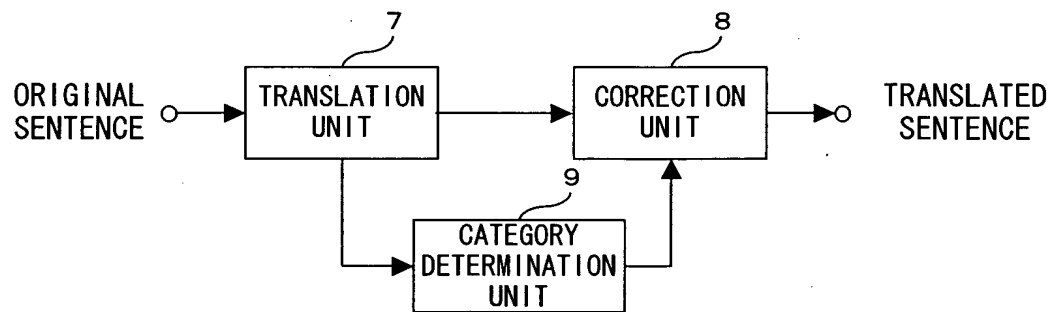 7
8
ORIGINAL
SENTENCE
TRANSLATION
UNIT
CORRECTION
UNIT
TRANSLATED
SENTENCE
9
CATEGORY
DETERMINATION
UNIT